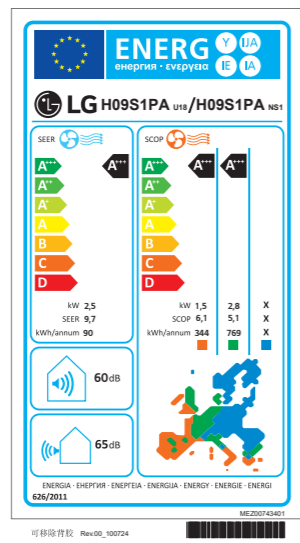 ENERG Y IJA IE IA
енергия · ενεργεια
LG H09S1PA U18/H09S1PA NS1
SEER
SCOP
A+++ A+++
A++
A+
A
B
C
D
A+++ A+++ A+++
A++
A+
A
B
C
D
kW 2,5
SEER 9,7
kWh/annum 90
kW 1,5 2,8 X
SCOP 6,1 5,1 X
kWh/annum 344 769 X
60dB
65dB
ENERGIA · ЕНЕРГИЯ · ΕΝΕΡΓΕΙΑ · ENERGIJA · ENERGY · ENERGIE · ENERGI
626/2011
MEZ00743401
可移除背胶 Rev.00_100724